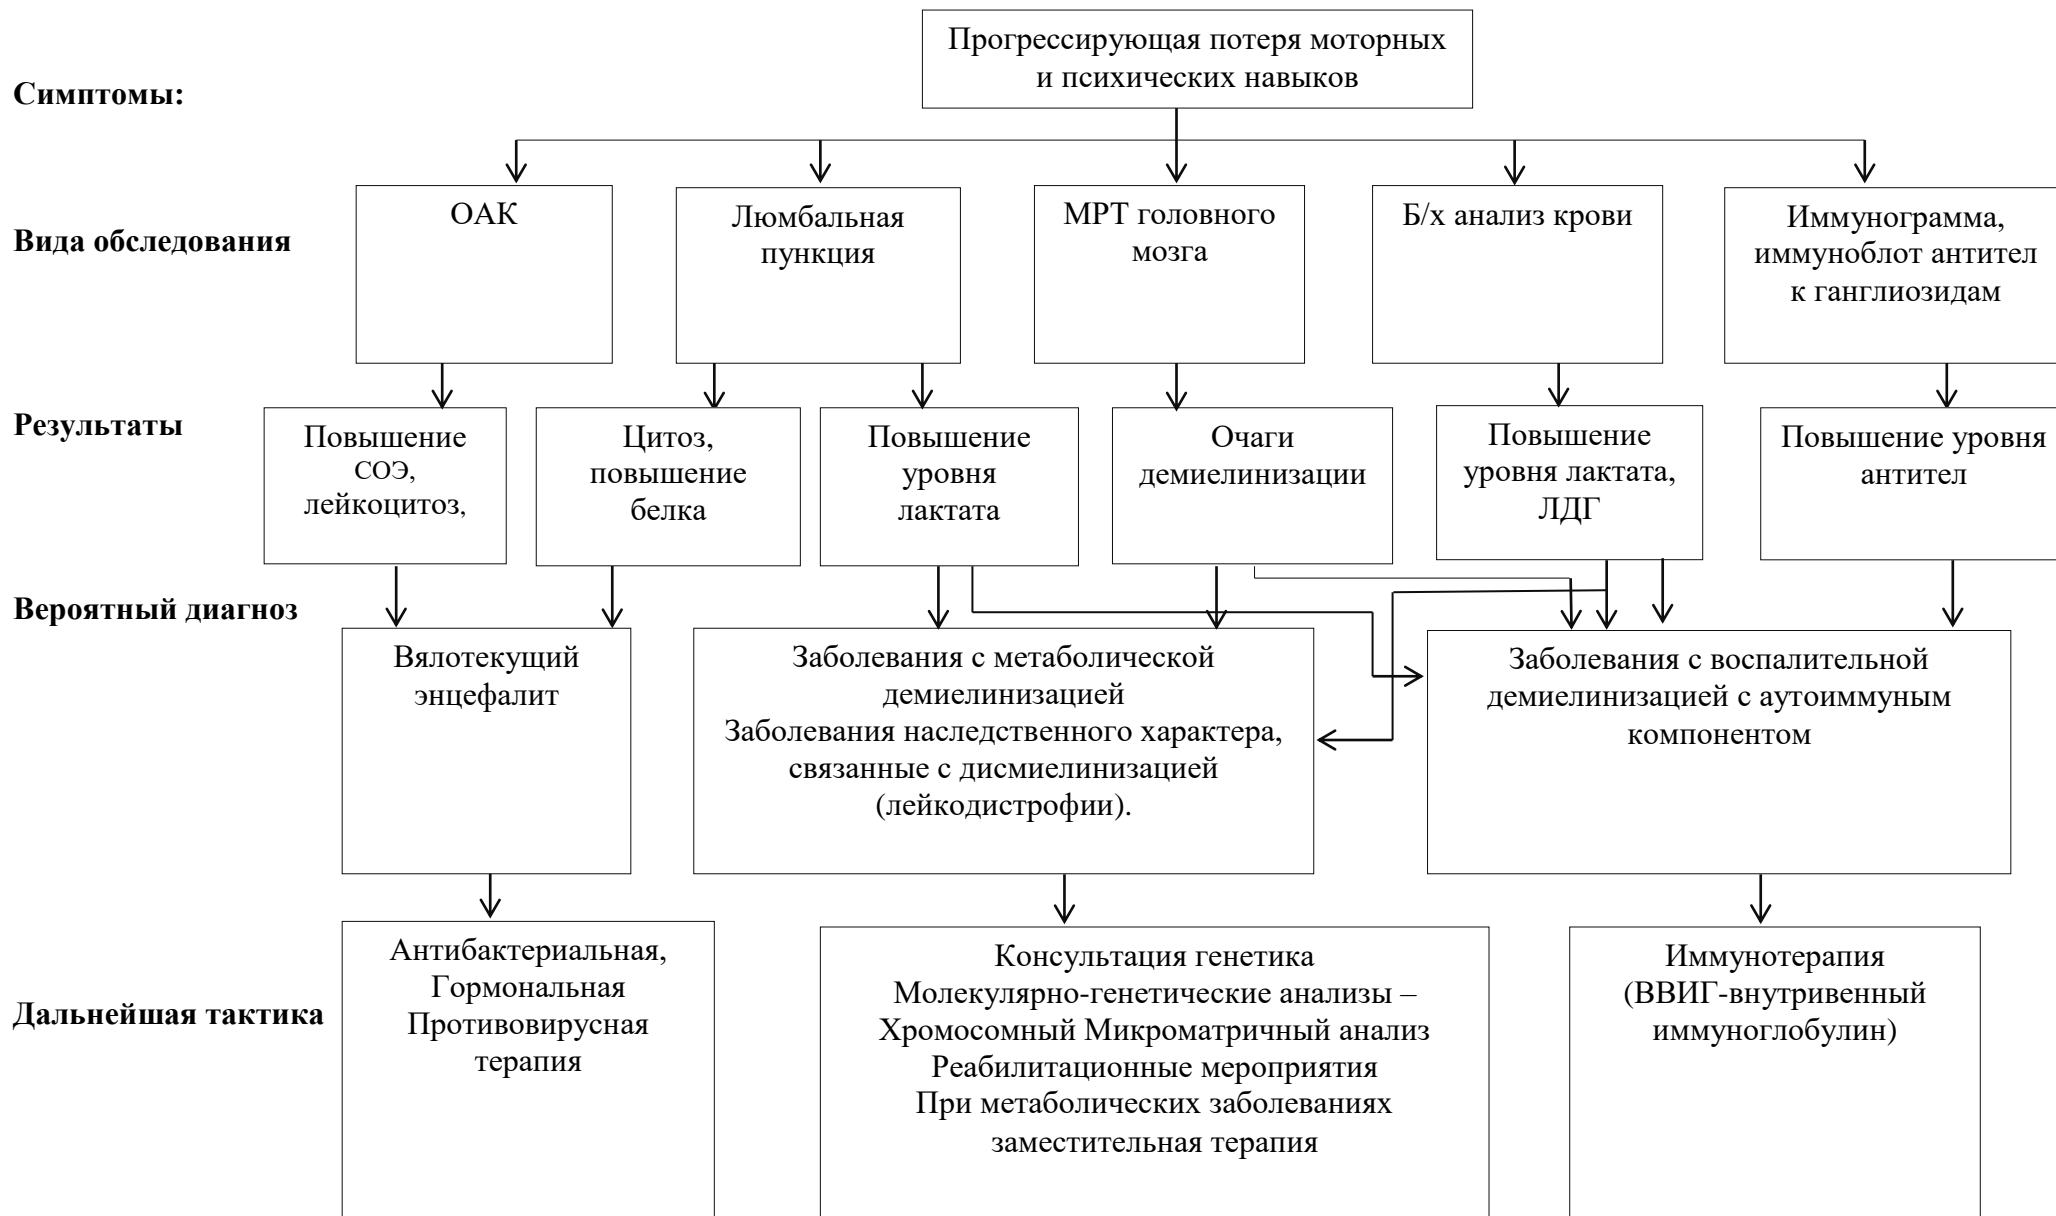 Прогрессирующая потеря моторных
и психических навыков
Симптомы:
Вида обследования
ОАК
Люмбальная
пункция
МРТ головного
мозга
Б/х анализ крови
Иммунограмма,
иммуноблот антител
к ганглиозидам
Результаты
Повышение
СОЭ,
лейкоцитоз,
Цитоз,
повышение
белка
Повышение
уровня
лактата
Очаги
демиелинизации
Повышение
уровня лактата,
ЛДГ
Повышение уровня
антител
Вероятный диагноз
Вялотекущий
энцефалит
Заболевания с метаболической
демиелинизацией
Заболевания наследственного характера,
связанные с дисмиелинизацией
(лейкодистрофии).
Заболевания с воспалительной
демиелинизацией с аутоиммуным
компонентом
Дальнейшая тактика
Антибактериальная,
Гормональная
Противовирусная
терапия
Консультация генетика
Молекулярно-генетические анализы –
Хромосомный Микроматричный анализ
Реабилитационные мероприятия
При метаболических заболеваниях
заместительная терапия
Иммунотерапия
(ВВИГ-внутривенный
иммуноглобулин)